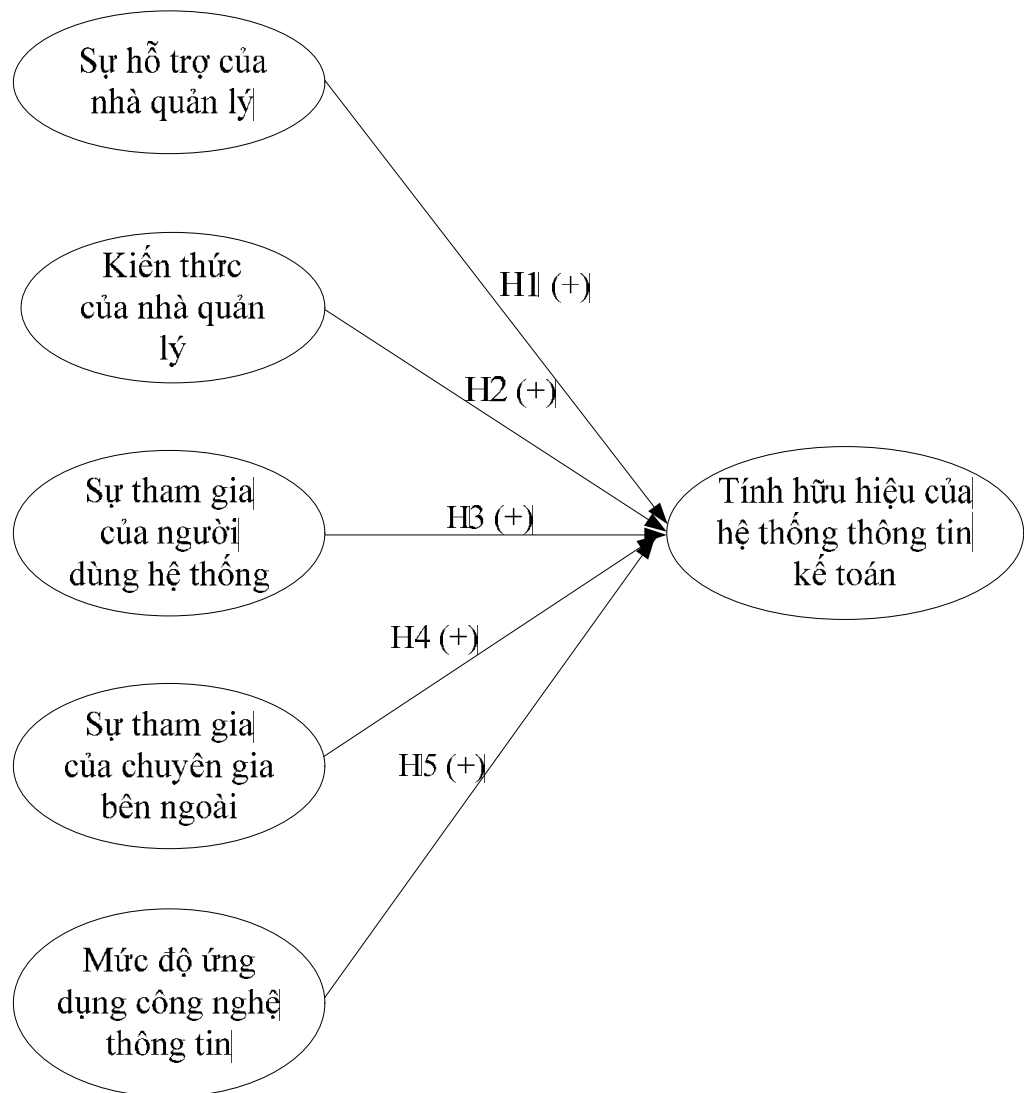 Sự hỗ trợ của
nhà quản lý
H1 (+)
Kiến thức
của nhà quản
lý
H2 (+)
Sự tham gia
của người
dùng hệ thống
H3 (+)
Tính hữu hiệu của
hệ thống thông tin
kế toán
H4 (+)
Sự tham gia
của chuyên gia
bên ngoài
H5 (+)
Mức độ ứng
dụng công nghệ
thông tin